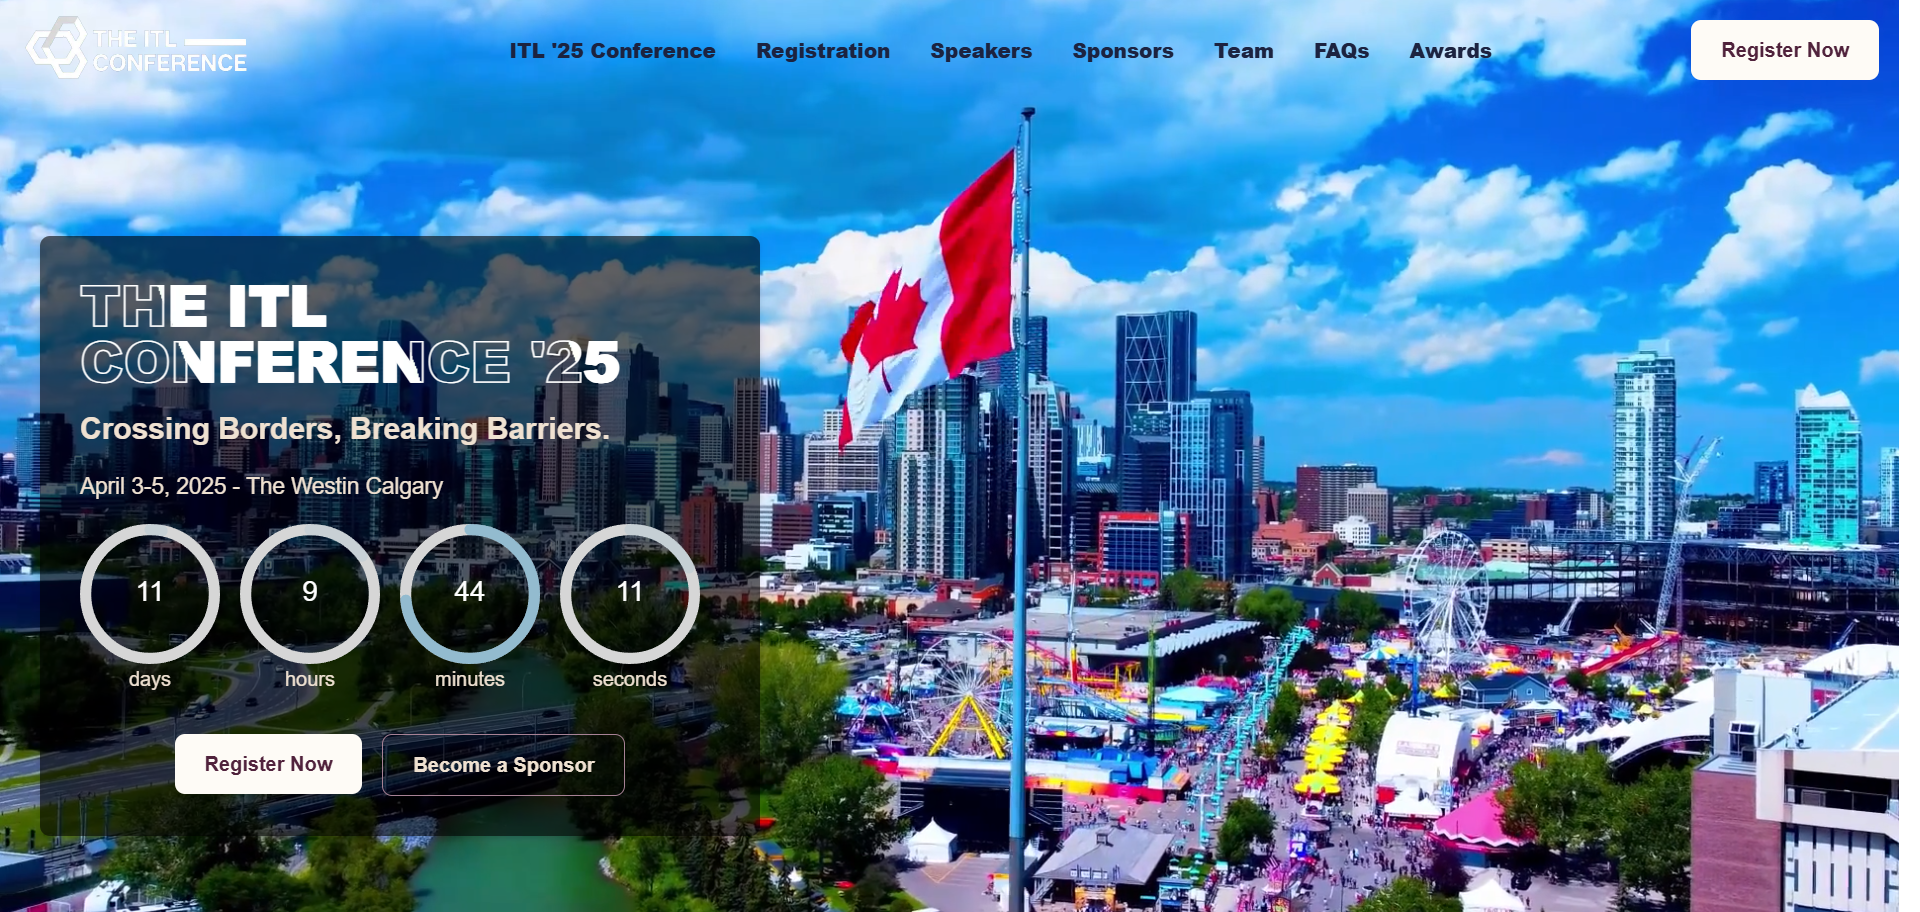 THE ITL
CONFERENCE
ITL '25 Conference
Registration
Speakers
Sponsors
Team
FAQs
Awards
Register Now
THE ITL
CONFERENCE '25
Crossing Borders, Breaking Barriers.
April 3-5, 2025 - The Westin Calgary
11
9
44
11
days
hours
minutes
seconds
Register Now
Become a Sponsor